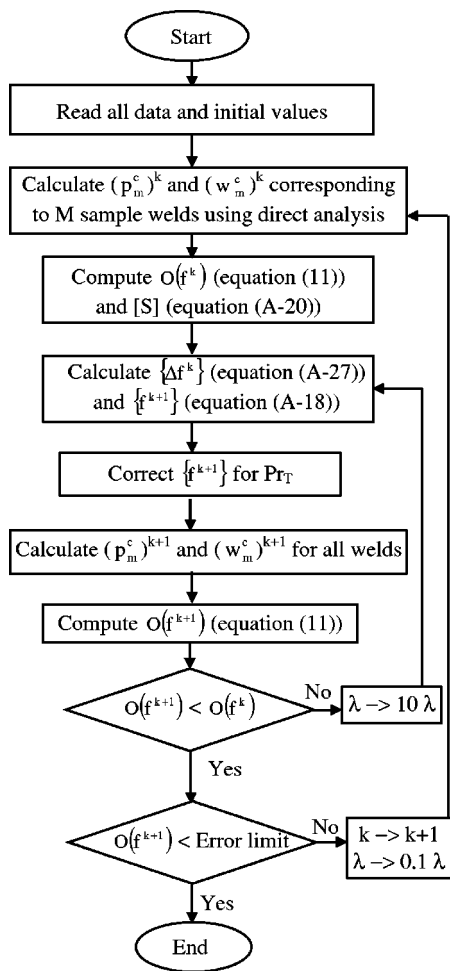 Start
Read all data and initial values
Calculate (p_m^c)^k and (w_m^c)^k corresponding
to M sample welds using direct analysis
Compute O(f^k) (equation (11))
and [S] (equation (A-20))
Calculate {Δf^k} (equation (A-27))
and {f^{k+1}} (equation (A-18))
Correct {f^{k+1}} for Pr_T
Calculate (p_m^c)^{k+1} and (w_m^c)^{k+1} for all welds
Compute O(f^{k+1}) (equation (11))
O(f^{k+1}) < O(f^k)
No
λ –> 10 λ
Yes
O(f^{k+1}) < Error limit
No
k –> k+1
λ –> 0.1 λ
Yes
End